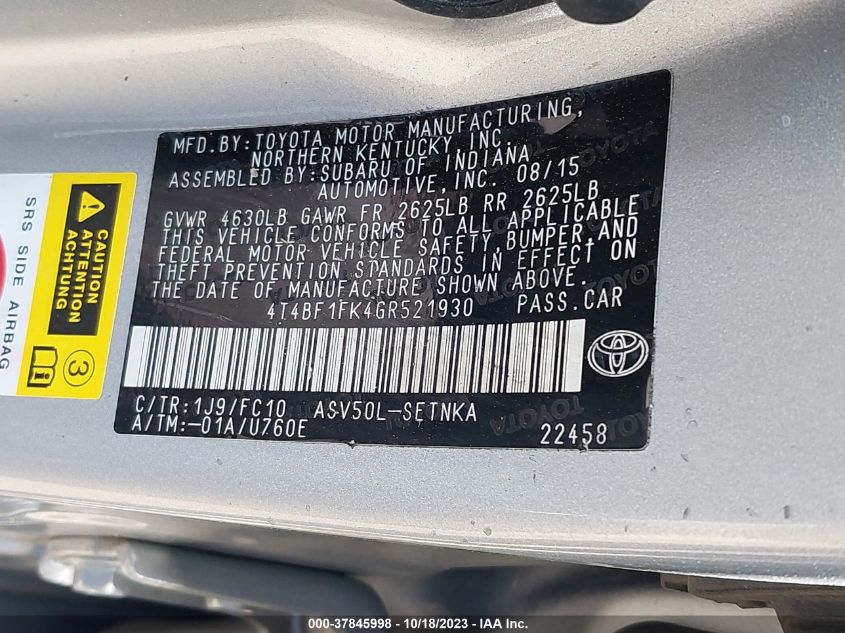 MFD.BY:TOYOTA MOTOR MANUFACTURING,
NORTHERN KENTUCKY INC.
ASSEMBLED BY:SUBARU OF INDIANA
AUTOMOTIVE,INC. 08/15
GVWR 4630LB GAWR FR 2625LB RR 2625LB
THIS VEHICLE CONFORMS TO ALL APPLICABLE
FEDERAL MOTOR VEHICLE SAFETY,BUMPER,AND
THEFT PREVENTION STANDARDS IN EFFECT ON
THE DATE OF MANUFACTURE SHOWN ABOVE.
4T4BF1FK4GR521930 PASS.CAR
C/TR:1J9/FC10 ASV50L-SETNKA
A/TM:-01A/U760E 22458
CAUTION
ATTENTION
ACHTUNG
3
SRS SIDE AIRBAG
000-37845998 - 10/18/2023 - IAA Inc.